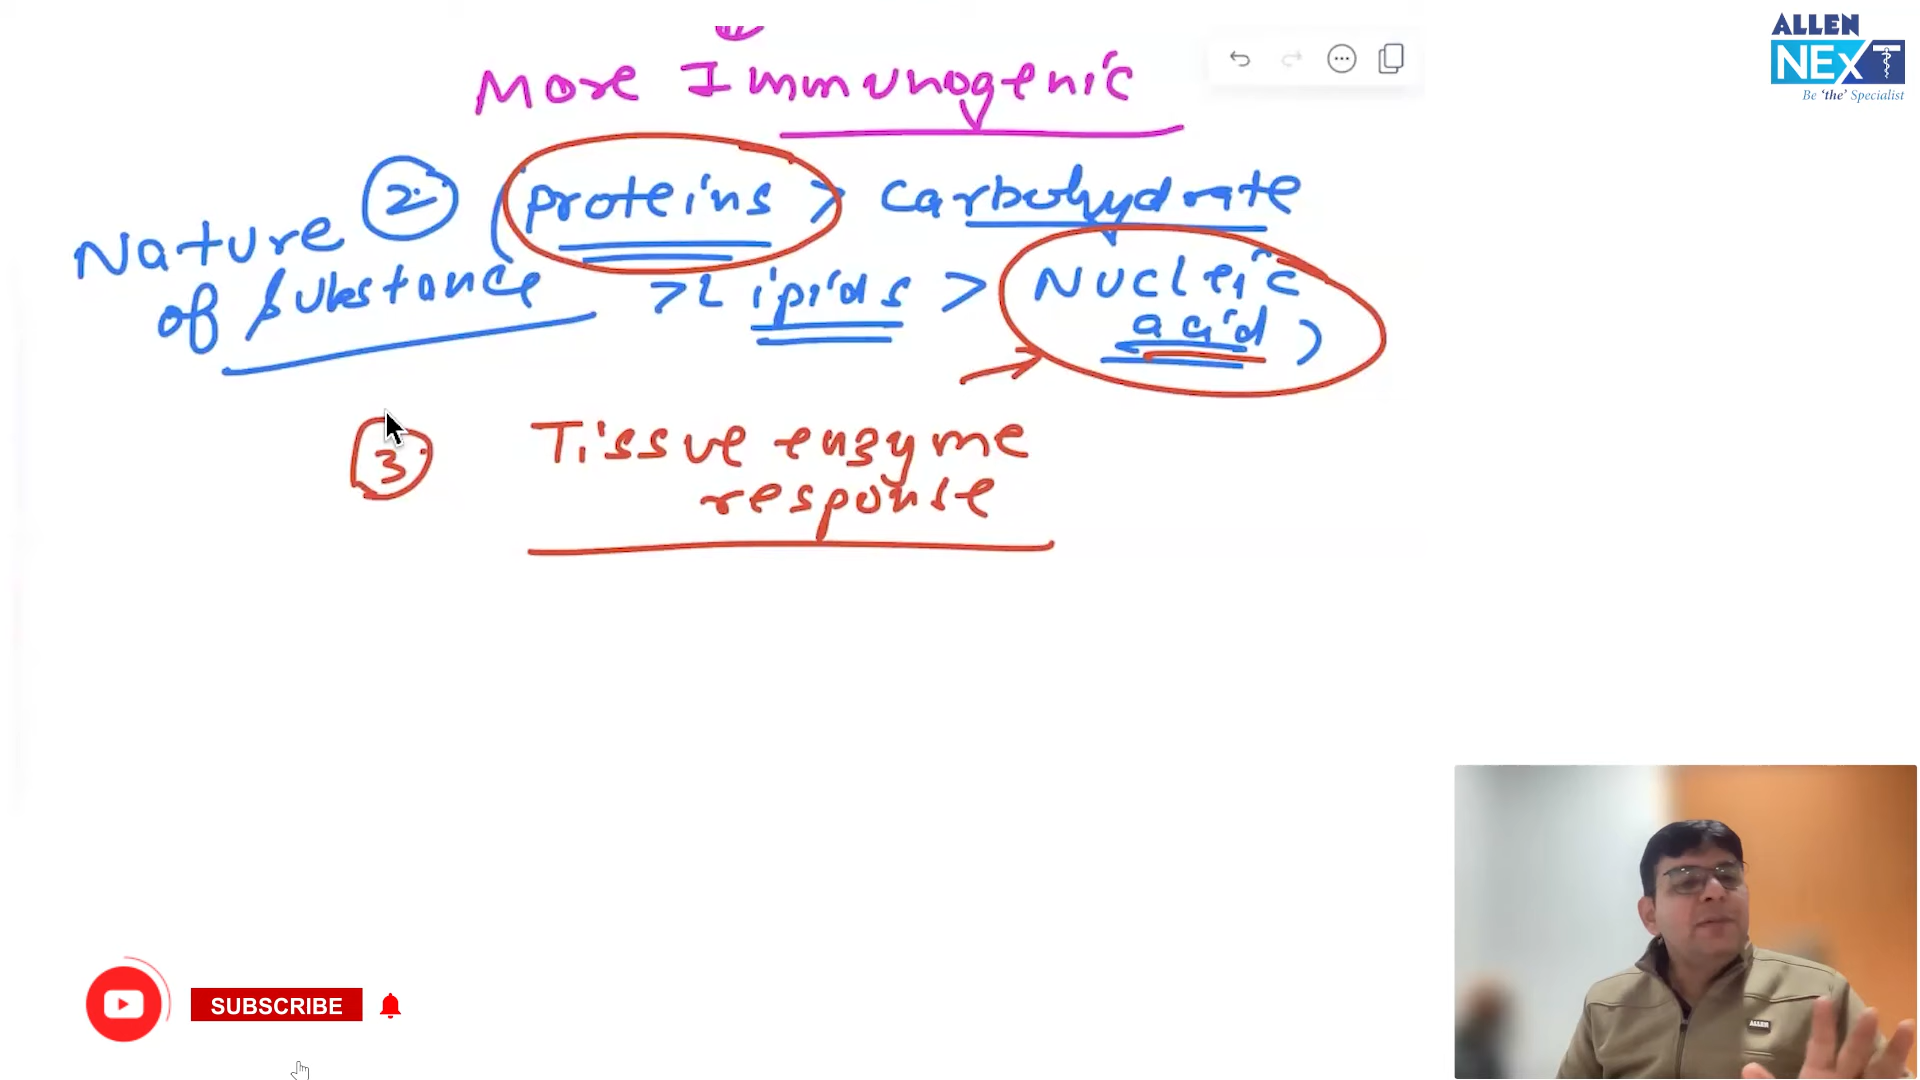 ALLEN
NEXT
Be 'the' Specialist
More Immunogenic
Nature of substance
2 (proteins > carbohydrate
> Lipids > Nucleic
acid)
3 Tissue enzyme
response
SUBSCRIBE
ALLEN